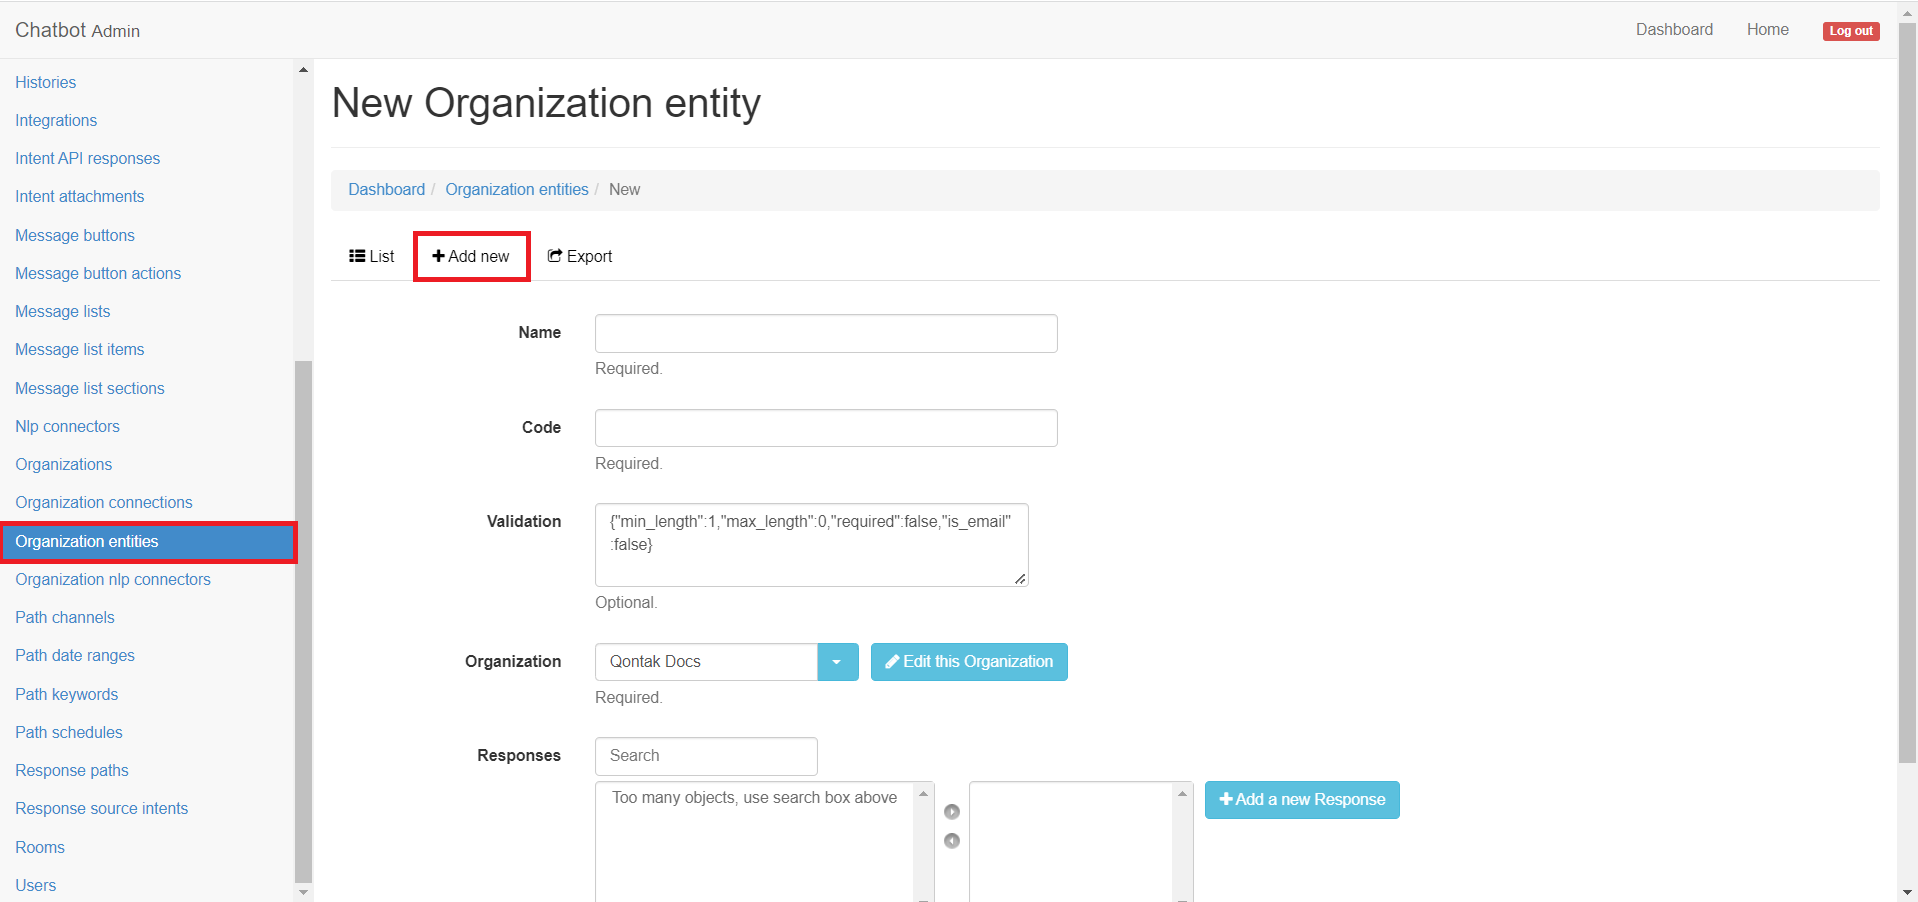 Chatbot Admin
Dashboard
Home
Log out
Histories
Integrations
Intent API responses
Intent attachments
Message buttons
Message button actions
Message lists
Message list items
Message list sections
Nlp connectors
Organizations
Organization connections
Organization entities
Organization nlp connectors
Path channels
Path date ranges
Path keywords
Path schedules
Response paths
Response source intents
Rooms
Users
New Organization entity
Dashboard / Organization entities / New
List
Add new
Export
Name
Required.
Code
Required.
Validation
{"min_length":1,"max_length":0,"required":false,"is_email"
:false}
Optional.
Organization
Qontak Docs
Edit this Organization
Required.
Responses
Search
Too many objects, use search box above
Add a new Response